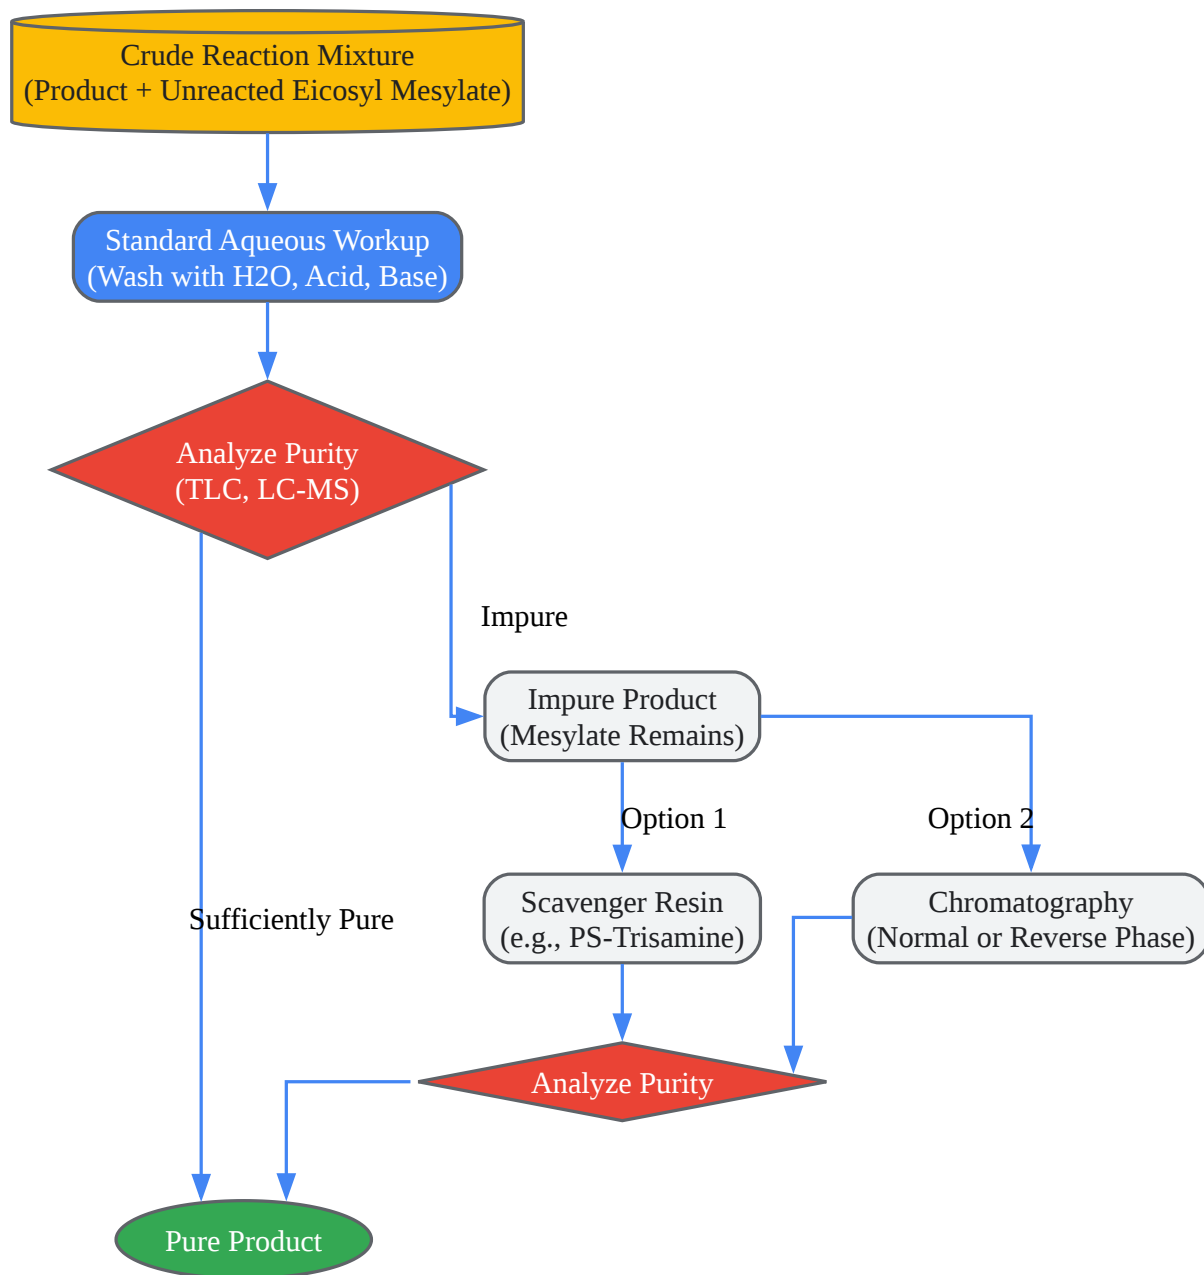 Crude Reaction Mixture
(Product + Unreacted Eicosyl Mesylate)
Standard Aqueous Workup
(Wash with H2O, Acid, Base)
Analyze Purity
(TLC, LC-MS)
Impure
Impure Product
(Mesylate Remains)
Option 1
Option 2
Scavenger Resin
(e.g., PS-Trisamine)
Chromatography
(Normal or Reverse Phase)
Sufficiently Pure
Analyze Purity
Pure Product